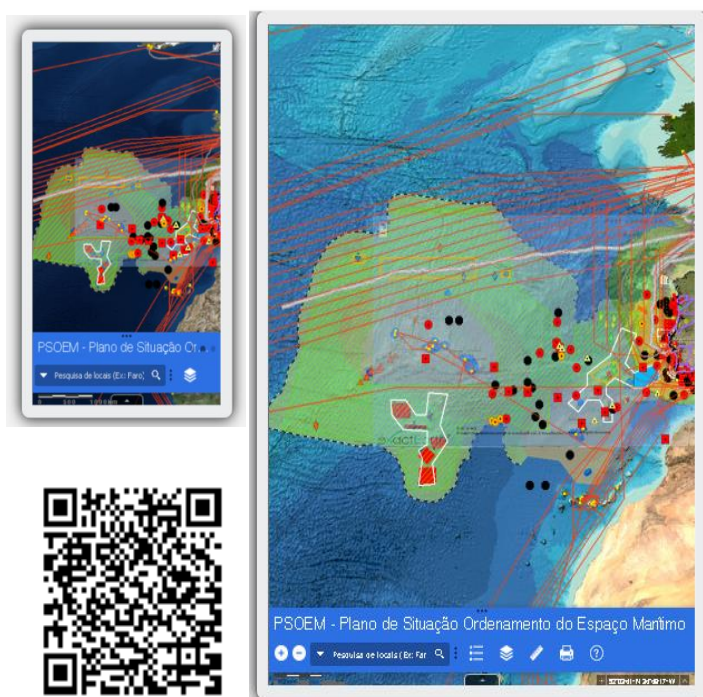 PSOEM - Plano de Situação Or...
Pesquisa de locais (Ex: Faro)
exactEarth
PSOEM - Plano de Situação Ordenamento do Espaço Marítimo
Pesquisa de locais (Ex: Far
?